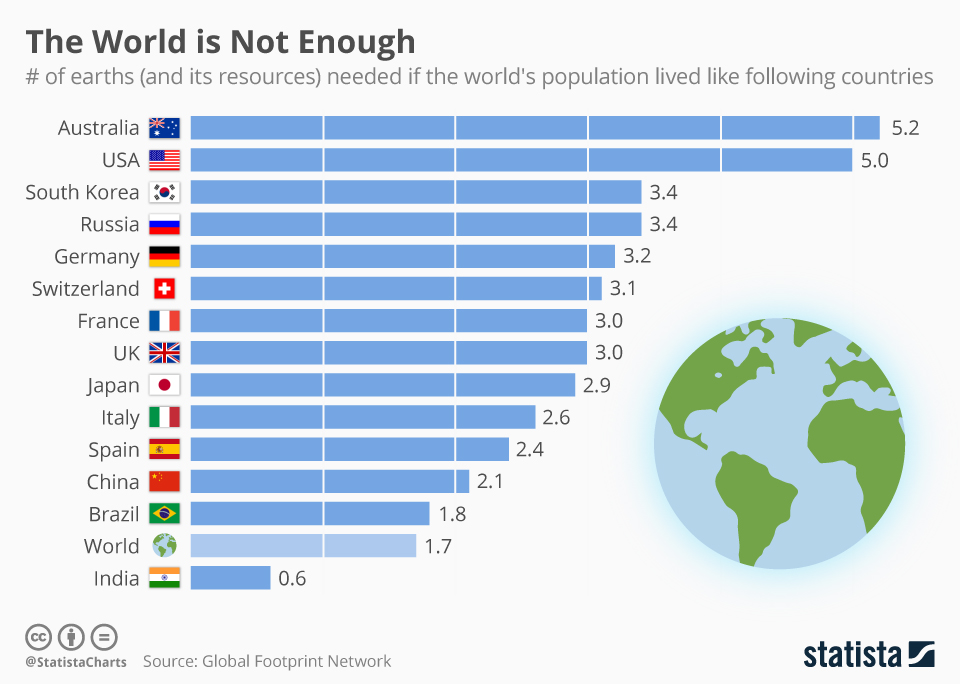 The World is Not Enough
# of earths (and its resources) needed if the world's population lived like following countries
Australia 5.2
USA 5.0
South Korea 3.4
Russia 3.4
Germany 3.2
Switzerland 3.1
France 3.0
UK 3.0
Japan 2.9
Italy 2.6
Spain 2.4
China 2.1
Brazil 1.8
World 1.7
India 0.6
cc
@StatistaCharts Source: Global Footprint Network
statista